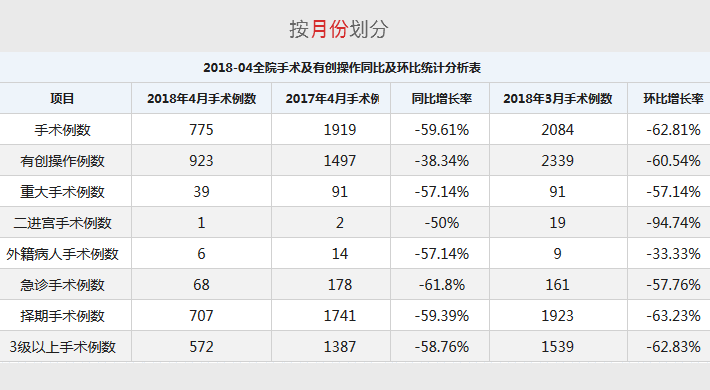 按月份划分
2018-04全院手术及有创操作同比及环比统计分析表
项目 2018年4月手术例数 2017年4月手术例 同比增长率 2018年3月手术例数 环比增长率
手术例数 775 1919 -59.61% 2084 -62.81%
有创操作例数 923 1497 -38.34% 2339 -60.54%
重大手术例数 39 91 -57.14% 91 -57.14%
二进宫手术例数 1 2 -50% 19 -94.74%
外籍病人手术例数 6 14 -57.14% 9 -33.33%
急诊手术例数 68 178 -61.8% 161 -57.76%
择期手术例数 707 1741 -59.39% 1923 -63.23%
3级以上手术例数 572 1387 -58.76% 1539 -62.83%